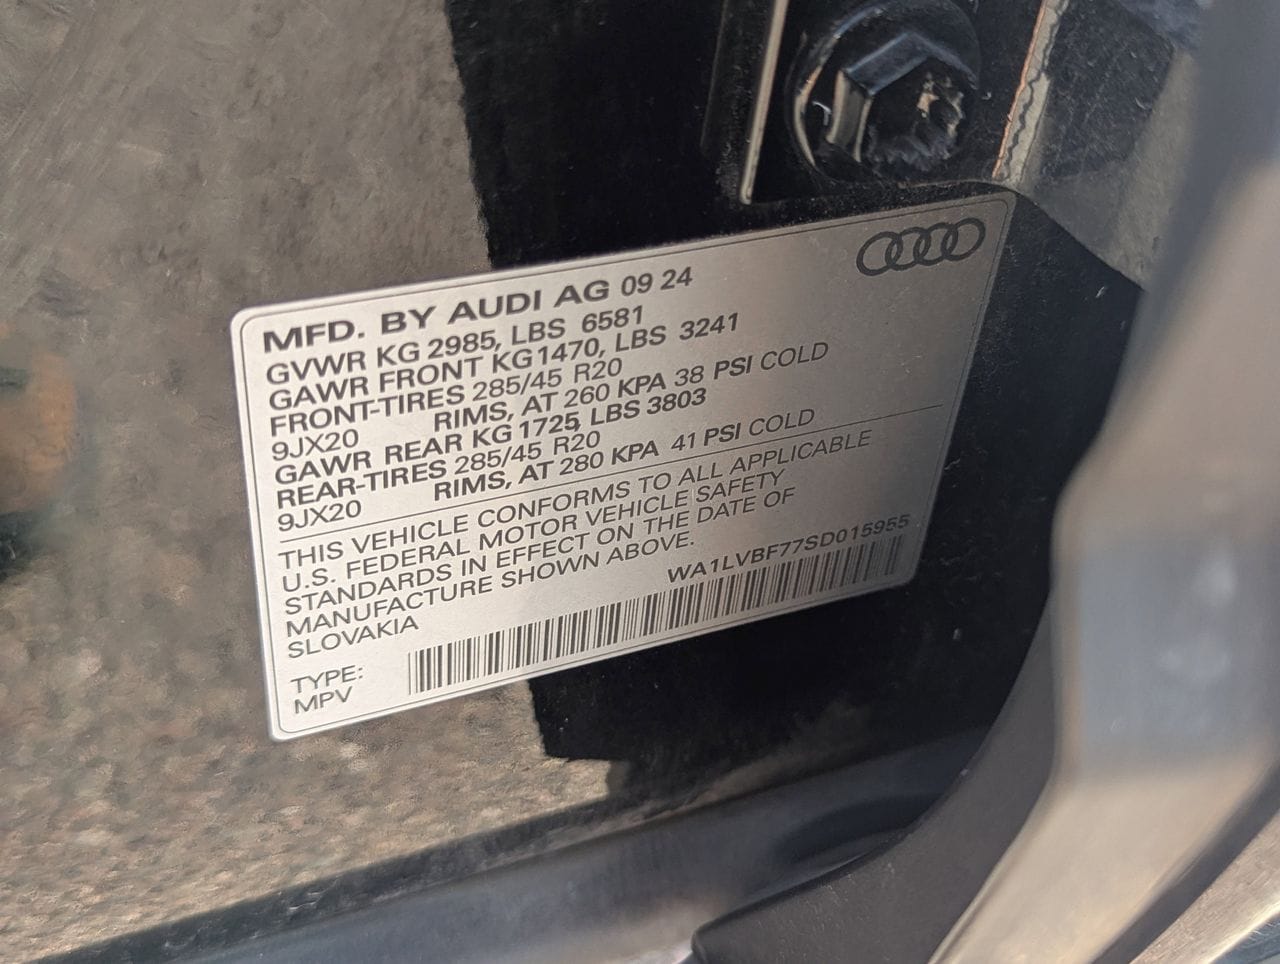 MFD. BY AUDI AG 09 24
GVWR KG 2985, LBS 6581
GAWR FRONT KG 1470, LBS 3241
FRONT-TIRES 285/45 R20
9JX20 RIMS, AT 260 KPA 38 PSI COLD
GAWR REAR KG 1725, LBS 3803
REAR-TIRES 285/45 R20
9JX20 RIMS, AT 280 KPA 41 PSI COLD
THIS VEHICLE CONFORMS TO ALL APPLICABLE
U.S. FEDERAL MOTOR VEHICLE SAFETY
STANDARDS IN EFFECT ON THE DATE OF
MANUFACTURE SHOWN ABOVE.
SLOVAKIA
WA1LVBF77SD015955
TYPE:
MPV